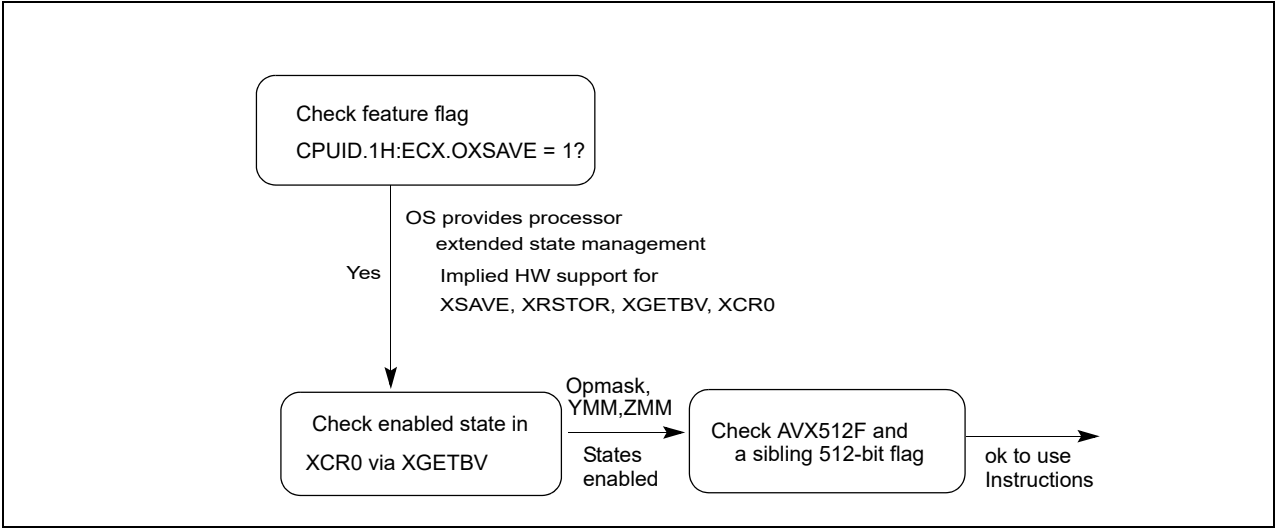 Check feature flag
CPUID.1H:ECX.OXSAVE = 1?
OS provides processor
extended state management
Yes
Implied HW support for
XSAVE, XRSTOR, XGETBV, XCR0
Check enabled state in
XCR0 via XGETBV
Opmask,
YMM,ZMM
States
enabled
Check AVX512F and
a sibling 512-bit flag
ok to use
Instructions